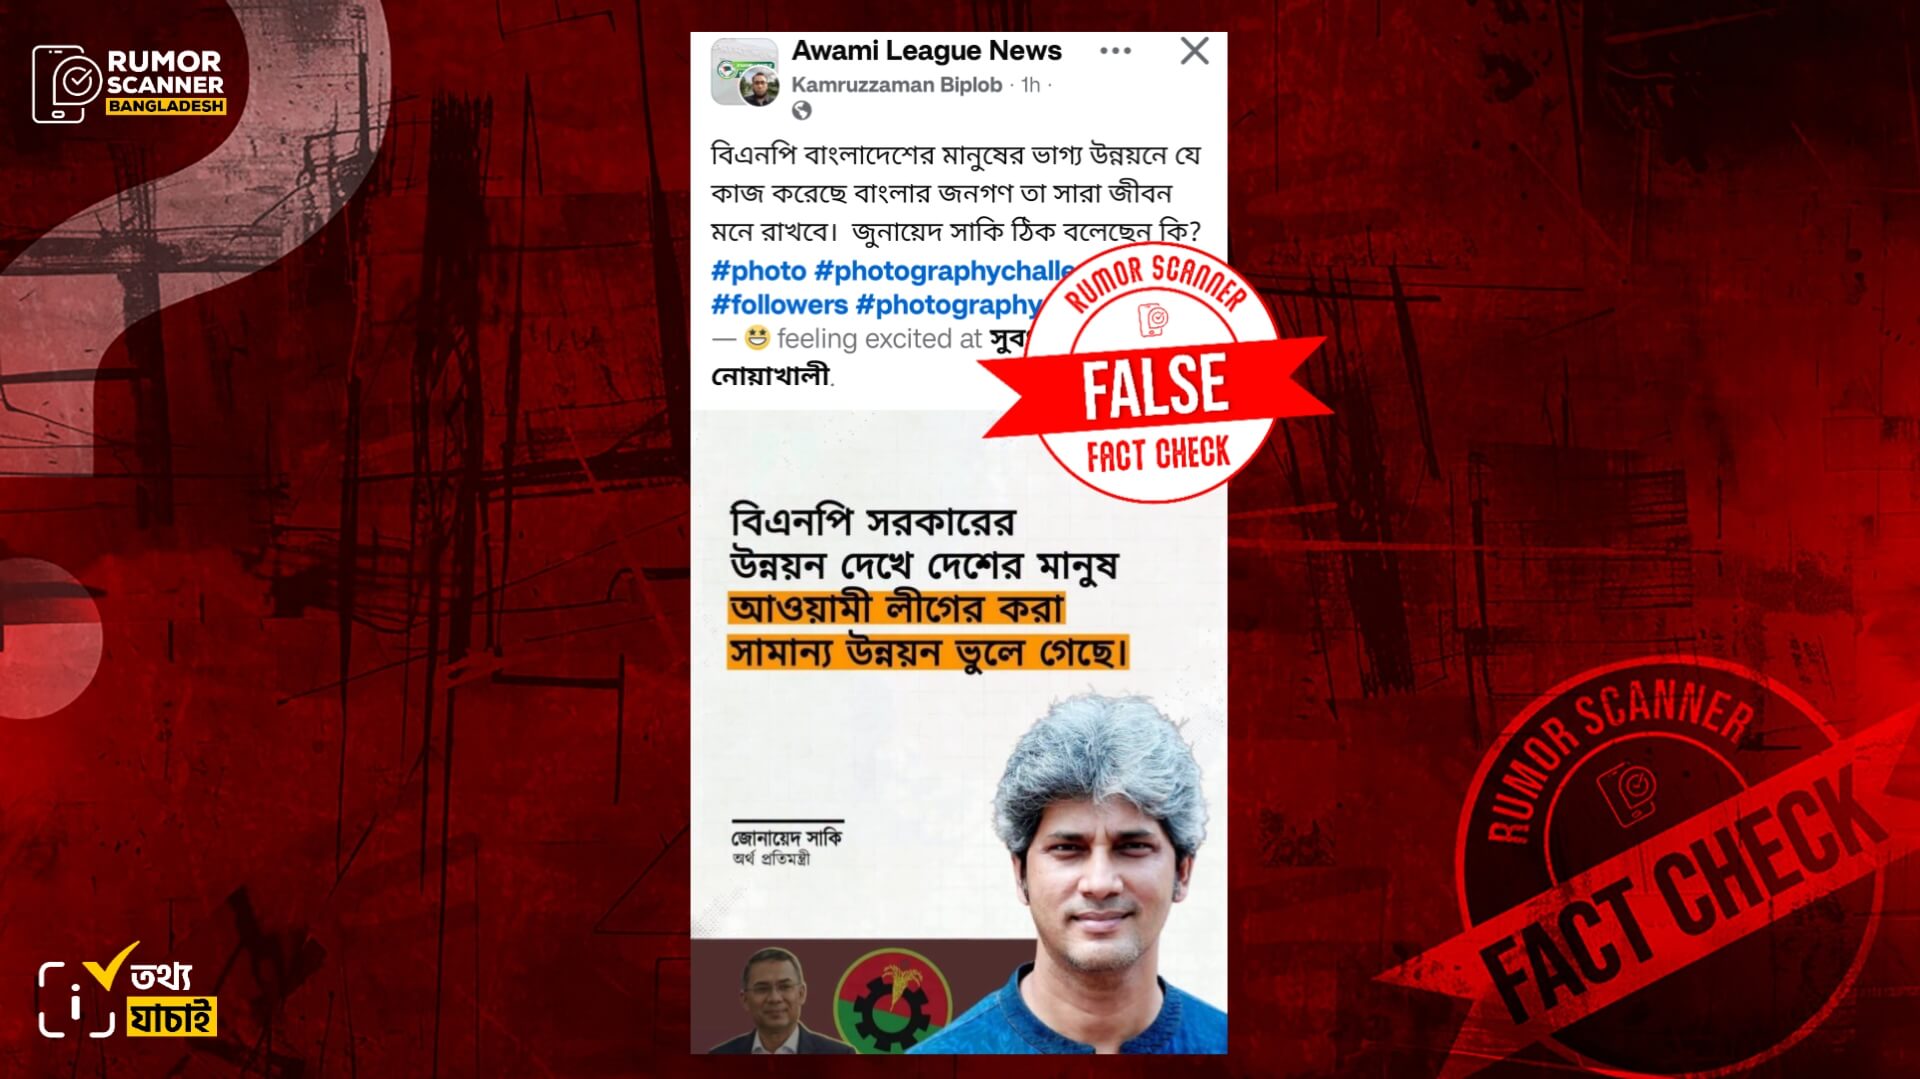 RUMOR
SCANNER
BANGLADESH
Awami League News
Kamruzzaman Biplob · 1h ·
বিএনপি বাংলাদেশের মানুষের ভাগ্য উন্নয়নে যে
কাজ করেছে বাংলার জনগণ তা সারা জীবন
মনে রাখবে। জুনায়েদ সাকি ঠিক বলেছেন কি?
#photo #photographychalle
#followers #photography
— feeling excited at
নোয়াখালী.
RUMOR SCANNER
FALSE
FACT CHECK
বিএনপি সরকারের
উন্নয়ন দেখে দেশের মানুষ
আওয়ামী লীগের করা
সামান্য উন্নয়ন ভুলে গেছে।
জোনায়েদ সাকি
অর্থ প্রতিমন্ত্রী
RUMOR SCANNER
FACT CHECK
তথ্য
যাচাই